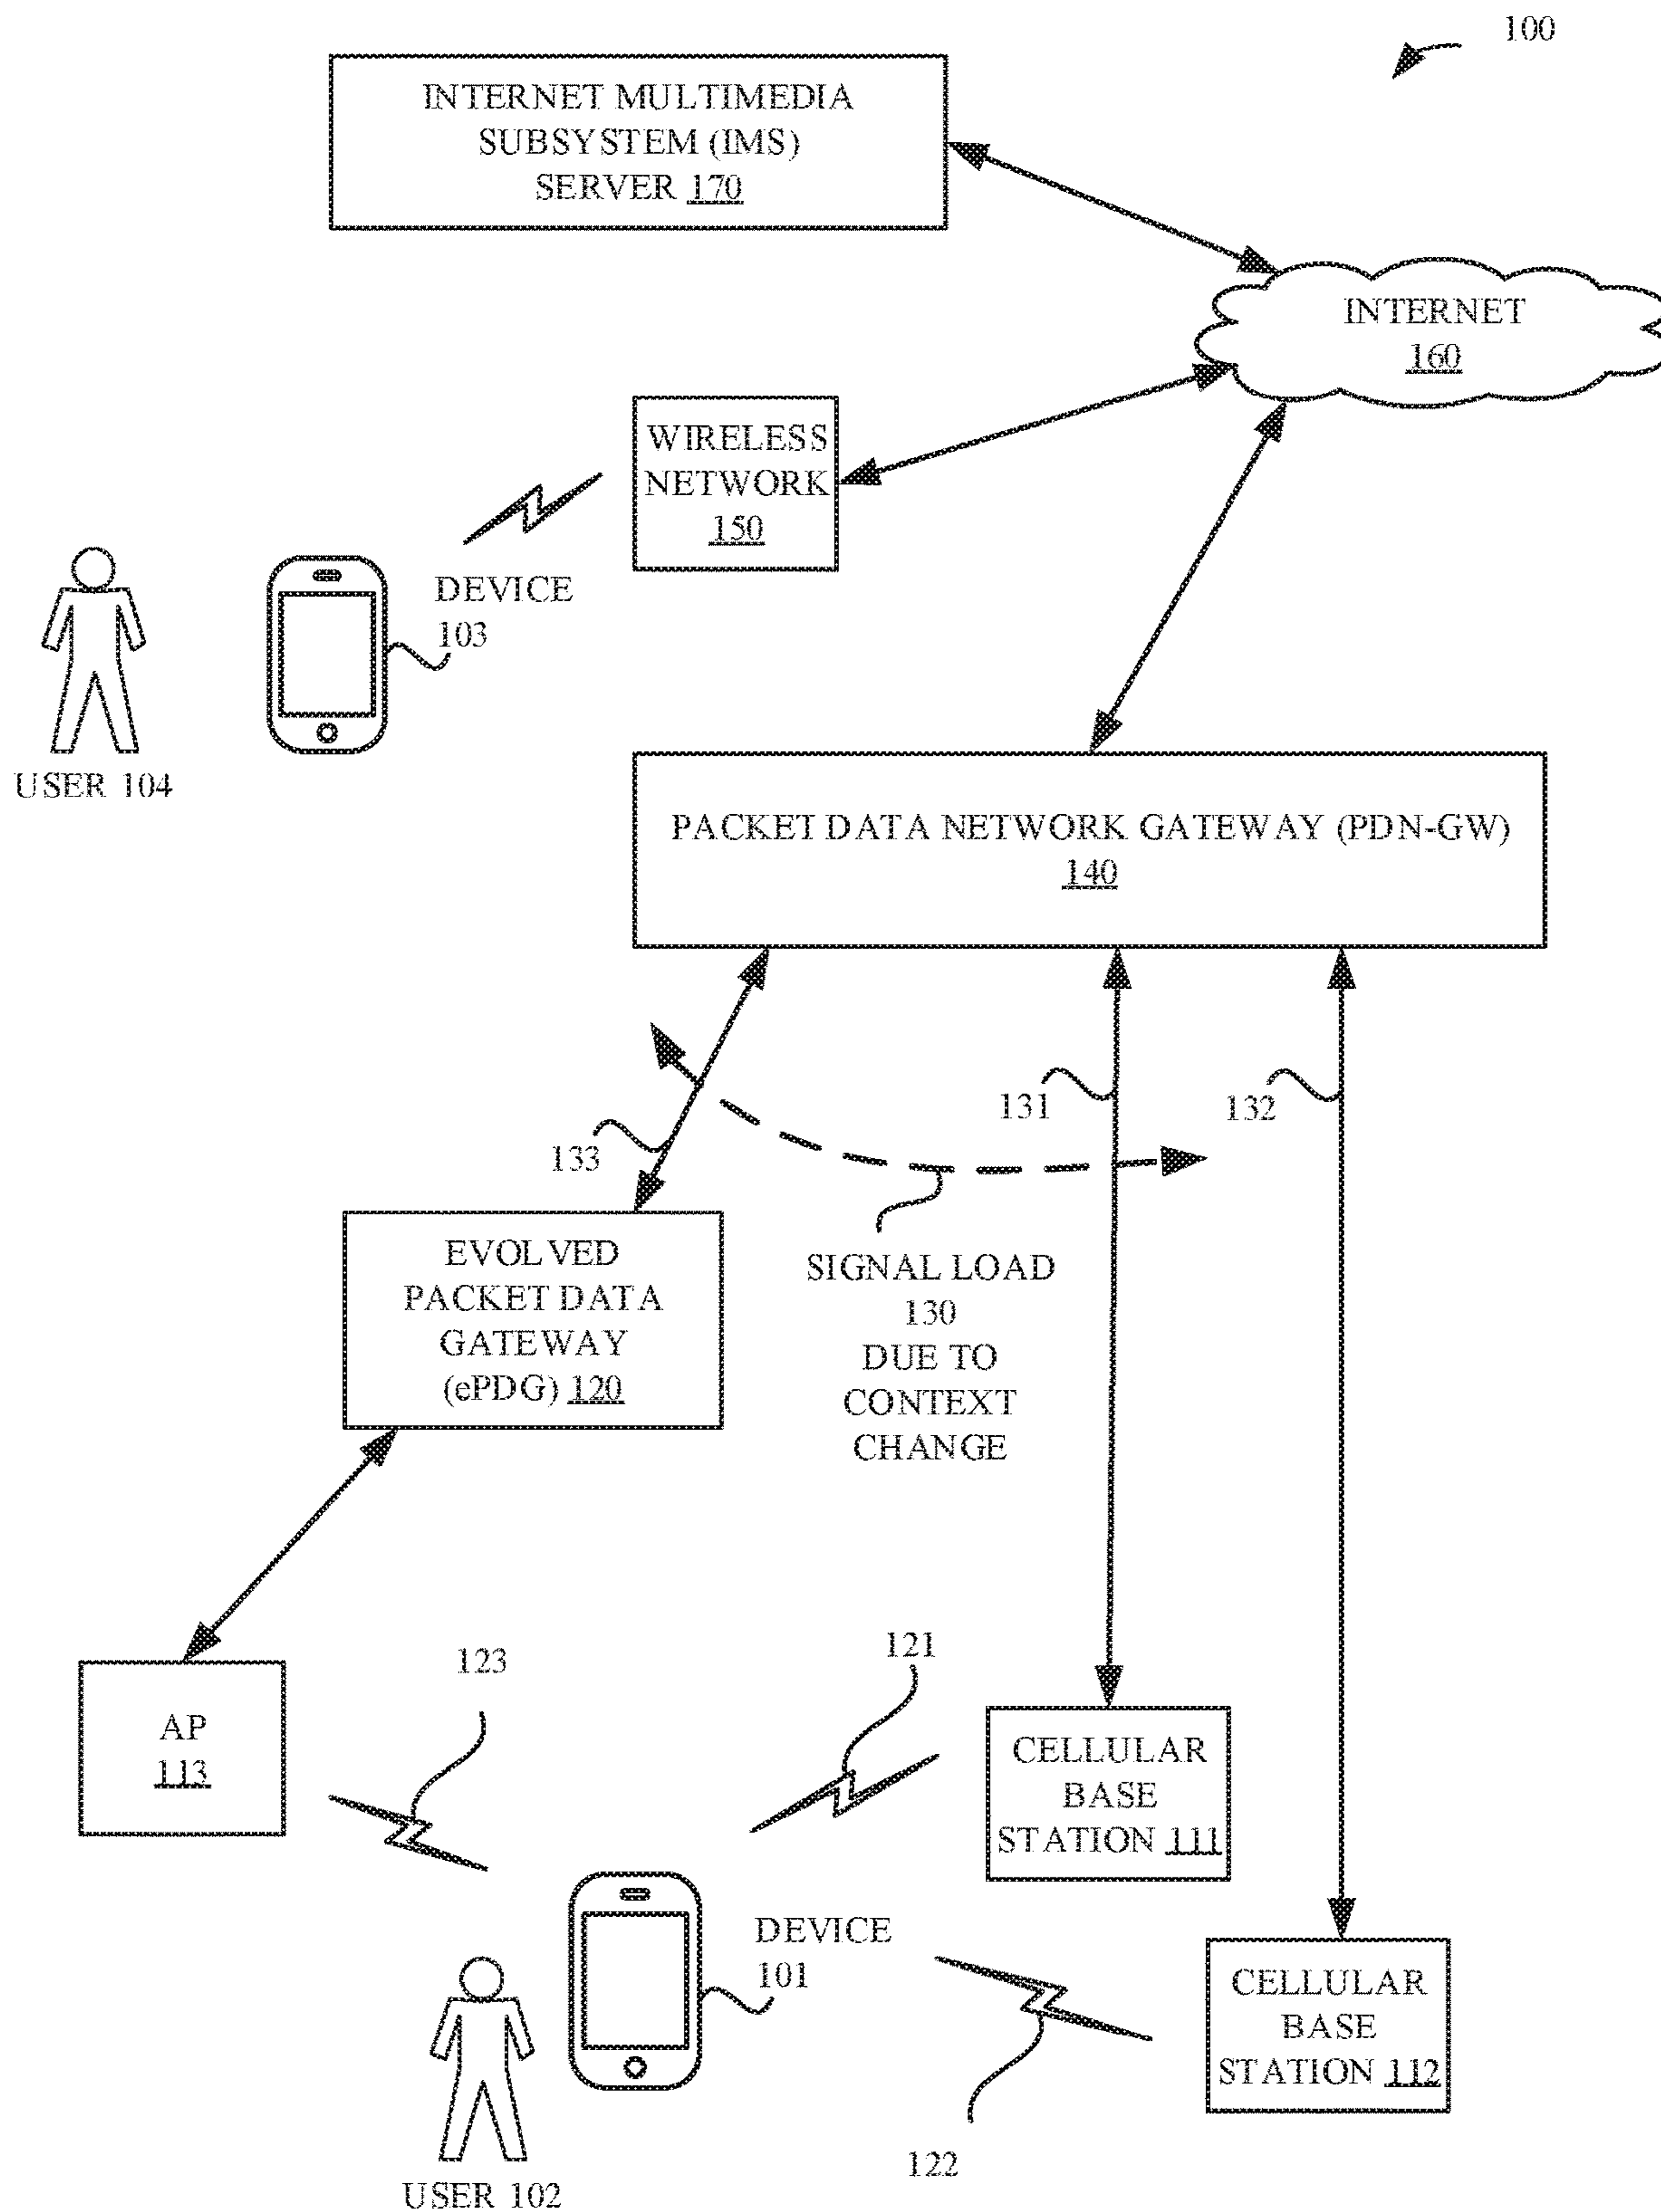 100
INTERNET MULTIMEDIA
SUBSYSTEM (IMS)
SERVER 170
INTERNET
160
WIRELESS
NETWORK
150
DEVICE
103
USER 104
PACKET DATA NETWORK GATEWAY (PDN-GW)
140
131
132
133
EVOLVED
PACKET DATA
GATEWAY
(ePDG) 120
SIGNAL LOAD
130
DUE TO
CONTEXT
CHANGE
123
121
AP
113
CELLULAR
BASE
STATION 111
DEVICE
101
CELLULAR
BASE
STATION 112
122
USER 102